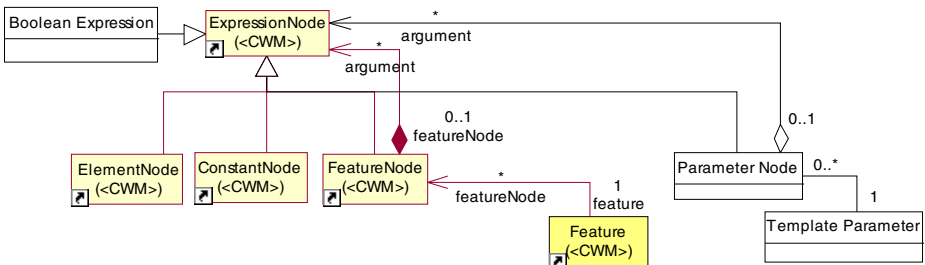 Boolean Expression
ExpressionNode
(<CWM>)
*
argument
*
argument
0..1
featureNode
0..1
ElementNode
(<CWM>)
ConstantNode
(<CWM>)
FeatureNode
(<CWM>)
*
featureNode
1
feature
Parameter Node
0..*
1
Feature
(<CWM>)
Template Parameter